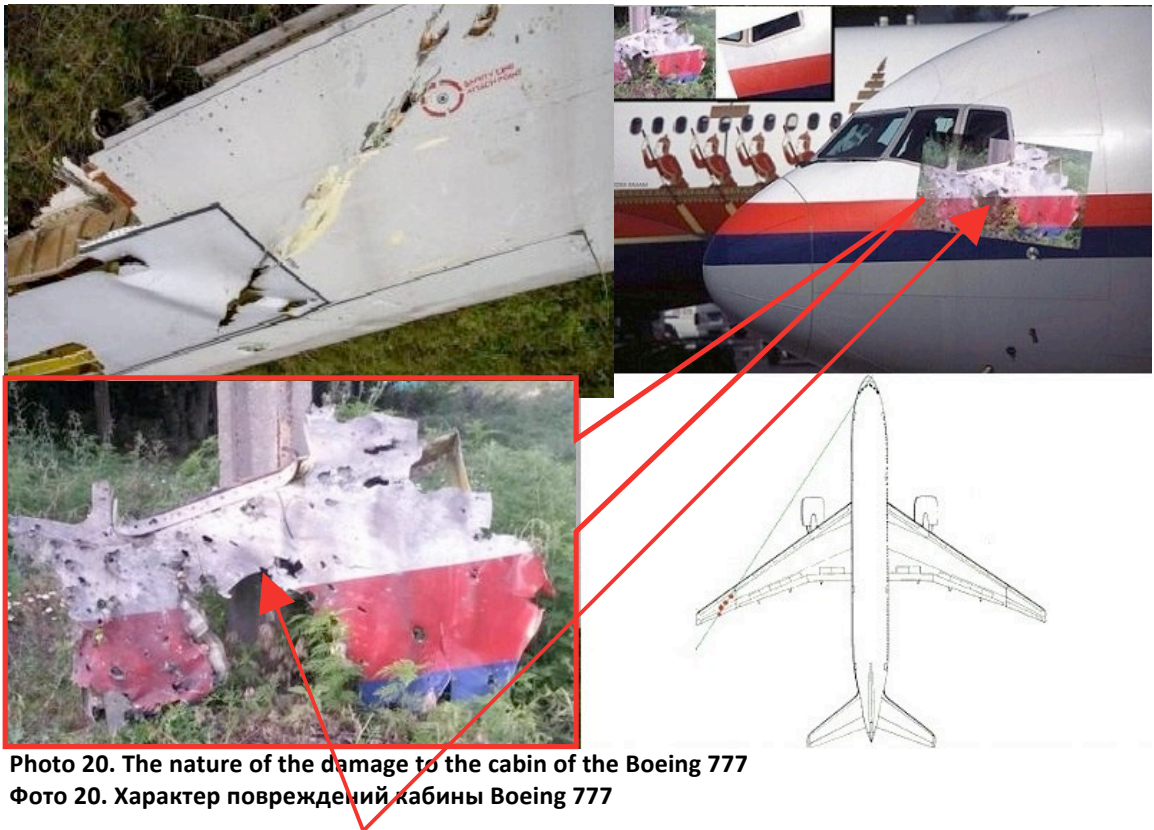 SAFETY LINE
ATTACH POINT
Photo 20. The nature of the damage to the cabin of the Boeing 777
Фото 20. Характер повреждений кабины Boeing 777